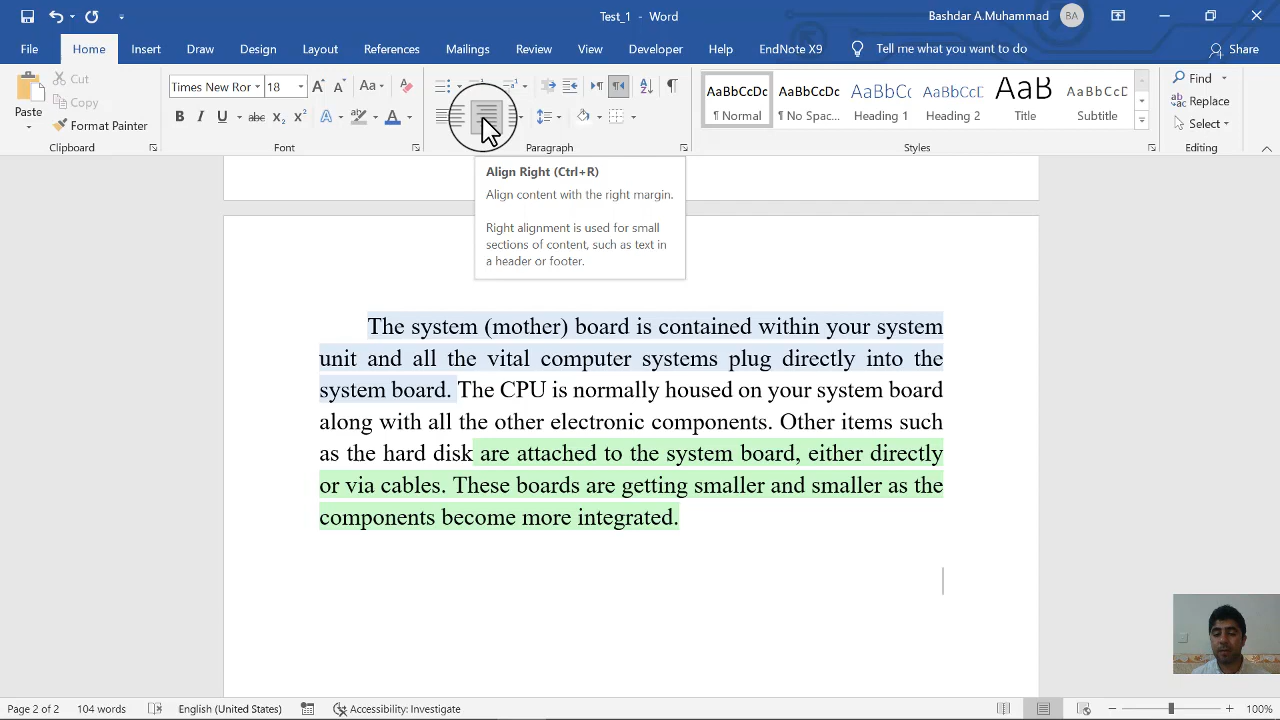 Test_1 - Word
Bashdar A.Muhammad
BA
File
Home
Insert
Draw
Design
Layout
References
Mailings
Review
View
Developer
Help
EndNote X9
Tell me what you want to do
Share
Paste
Cut
Copy
Format Painter
Clipboard
Times New Ror
18
A
A
Aa
A
B I U abc x2 x2 A A
Font
Paragraph
AaBbCcDc
¶ Normal
AaBbCcDc
¶ No Spac...
AaBbC(
Heading 1
AaBbCcI
Heading 2
AaB
Title
AaBbCcD
Subtitle
Styles
Find
Replace
Select
Editing
Align Right (Ctrl+R)
Align content with the right margin.
Right alignment is used for small
sections of content, such as text in
a header or footer.
The system (mother) board is contained within your system
unit and all the vital computer systems plug directly into the
system board. The CPU is normally housed on your system board
along with all the other electronic components. Other items such
as the hard disk are attached to the system board, either directly
or via cables. These boards are getting smaller and smaller as the
components become more integrated.
Page 2 of 2
104 words
English (United States)
Accessibility: Investigate
100%